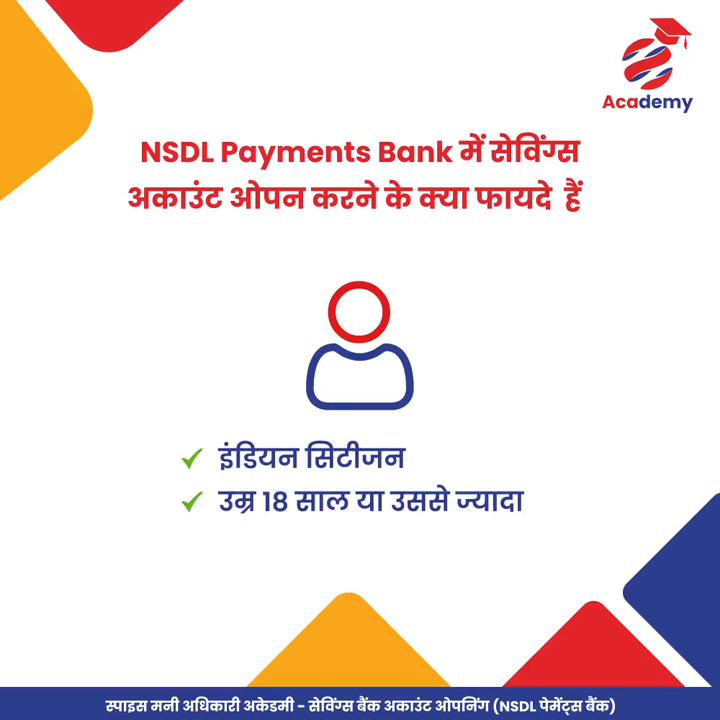 Academy
NSDL Payments Bank में सेविंग्स
अकाउंट ओपन करने के क्या फायदे हैं
इंडियन सिटीजन
उम्र 18 साल या उससे ज्यादा
स्पाइस मनी अधिकारी अकेडमी - सेविंग्स बैंक अकाउंट ओपनिंग (NSDL पेमेंट्स बैंक)